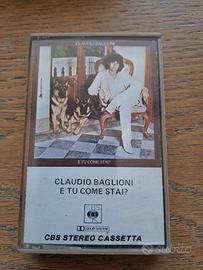 CLAUDIO BAGLIONI
E TU COME STAI?
CLAUDIO BAGLIONI
E TU COME STAI?
CBS
DOLBY SYSTEM
CBS STEREO CASSETTA
subito